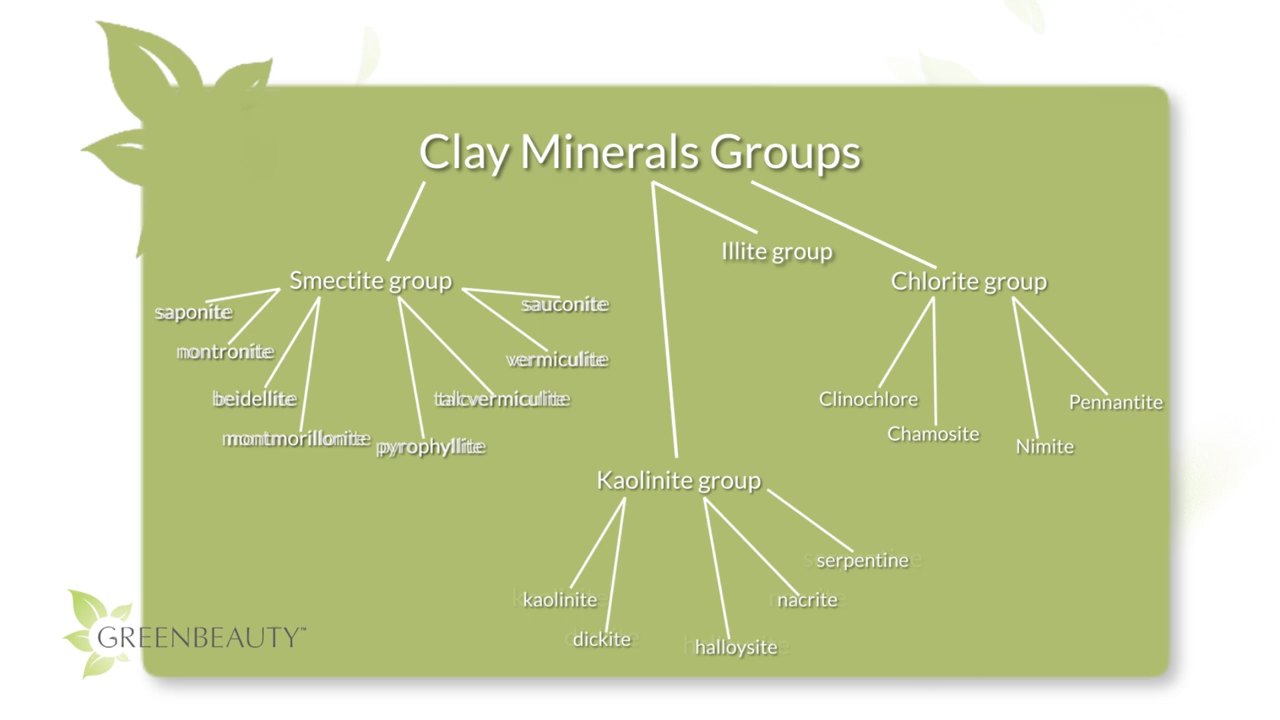 Clay Minerals Groups
Illite group
Smectite group
Chlorite group
saponite
sauconite
nontronite
vermiculite
beidellite
talcvermiculite
Clinochlore
Pennantite
montmorillonite
pyrophyllite
Chamosite
Nimite
Kaolinite group
serpentine
kaolinite
nacrite
dickite
halloysite
GREENBEAUTY™